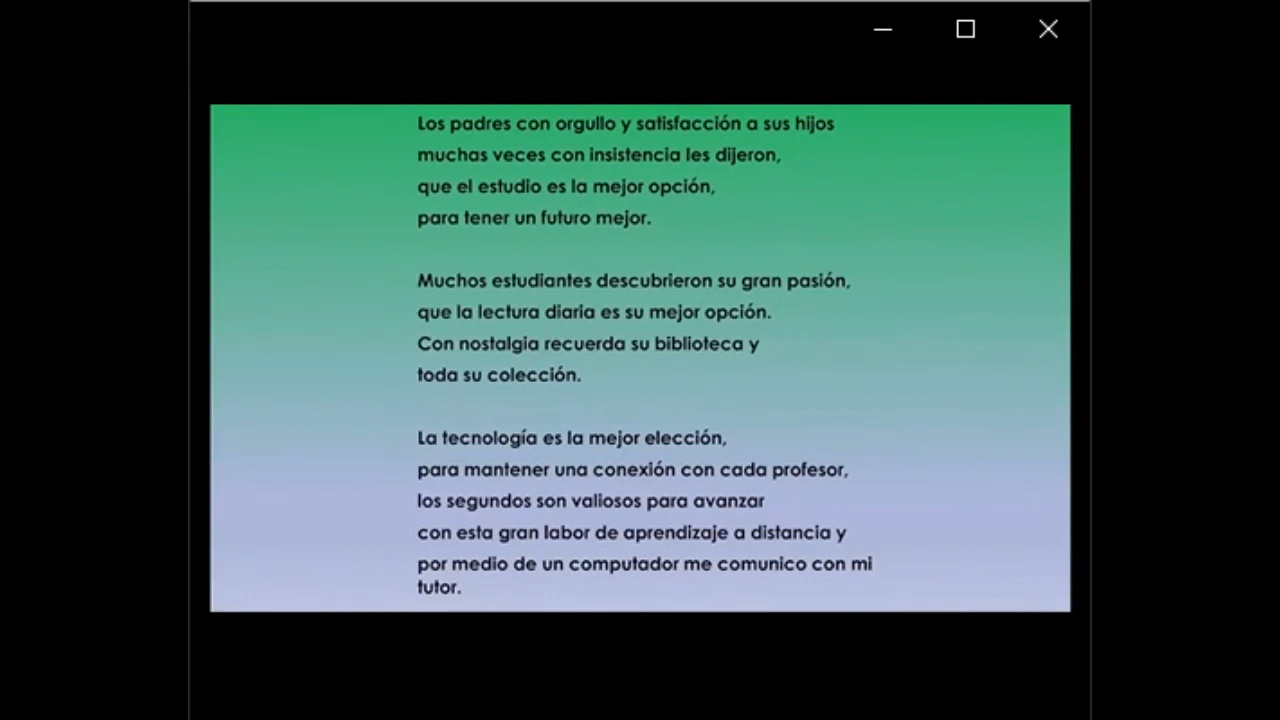 Los padres con orgullo y satisfacción a sus hijos
muchas veces con insistencia les dijeron,
que el estudio es la mejor opción,
para tener un futuro mejor.
Muchos estudiantes descubrieron su gran pasión,
que la lectura diaria es su mejor opción.
Con nostalgia recuerda su biblioteca y
toda su colección.
La tecnología es la mejor elección,
para mantener una conexión con cada profesor,
los segundos son valiosos para avanzar
con esta gran labor de aprendizaje a distancia y
por medio de un computador me comunico con mi
tutor.